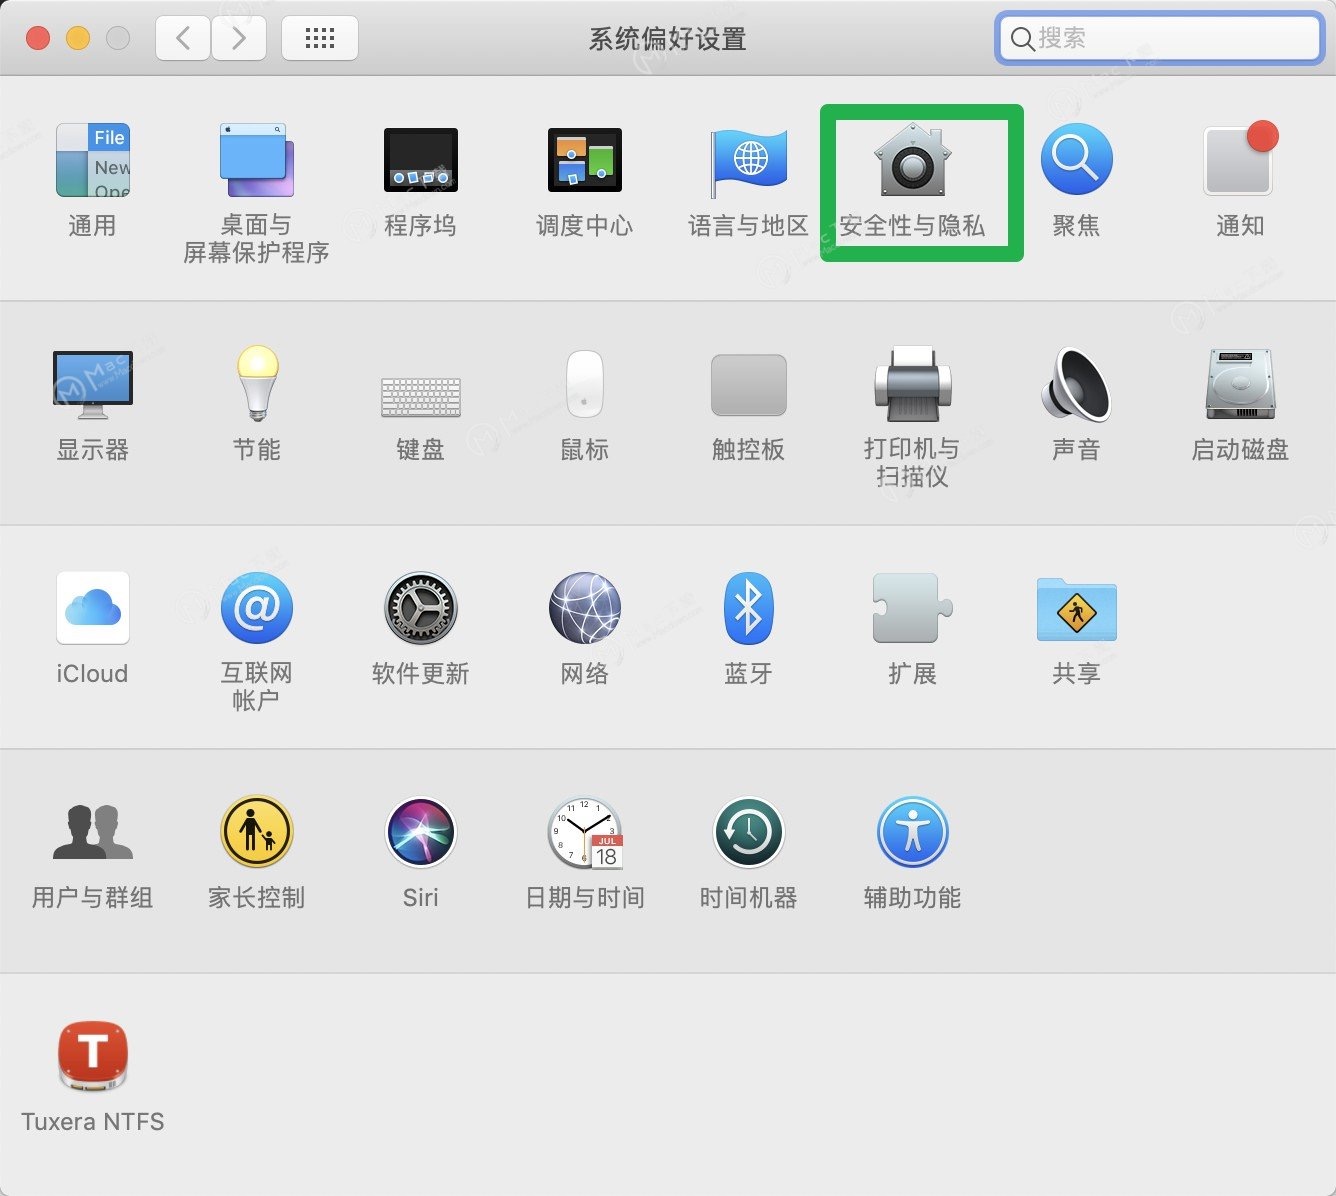 系统偏好设置
搜索
File
New
Ope
通用
桌面与
屏幕保护程序
程序坞
调度中心
语言与地区
安全性与隐私
聚焦
通知
显示器
节能
键盘
鼠标
触控板
打印机与
扫描仪
声音
启动磁盘
iCloud
@
互联网
帐户
软件更新
网络
蓝牙
扩展
共享
用户与群组
家长控制
Siri
JUL
18
日期与时间
时间机器
辅助功能
T
Tuxera NTFS